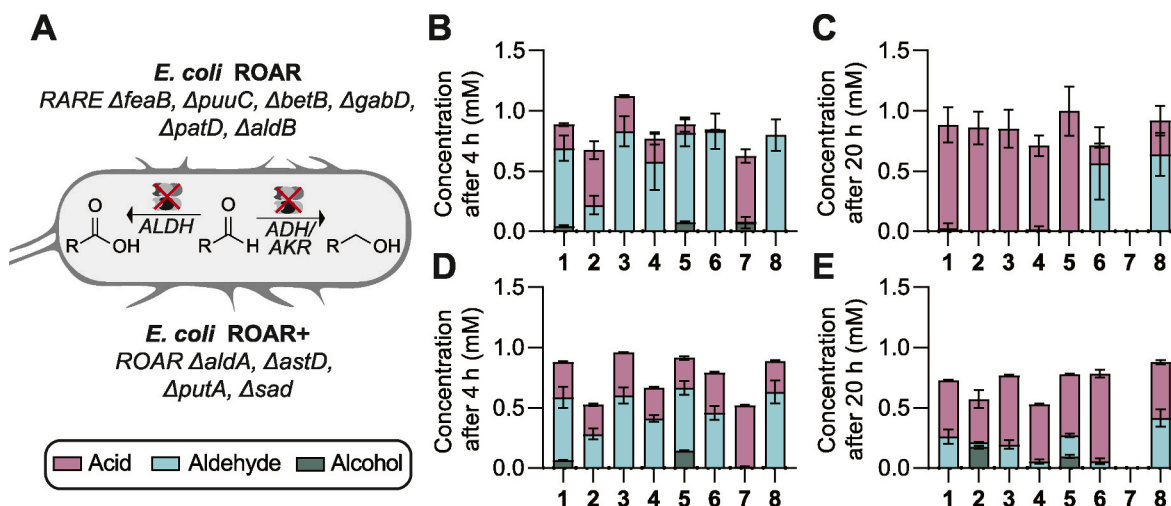 A
E. coli ROAR
RARE ΔfeaB, ΔpuuC, ΔbetB, ΔgabD,
ΔpatD, ΔaldB
O
R
OH
ALDH
O
R
H
ADH/
AKR
R
OH
E. coli ROAR+
ROAR ΔaldA, ΔastD,
ΔputA, Δsad
Acid
Aldehyde
Alcohol
B
Concentration
after 4 h (mM)
1.5
1.0
0.5
0.0
1 2 3 4 5 6 7 8
C
Concentration
after 20 h (mM)
1.5
1.0
0.5
0.0
1 2 3 4 5 6 7 8
D
Concentration
after 4 h (mM)
1.5
1.0
0.5
0.0
1 2 3 4 5 6 7 8
E
Concentration
after 20 h (mM)
1.5
1.0
0.5
0.0
1 2 3 4 5 6 7 8